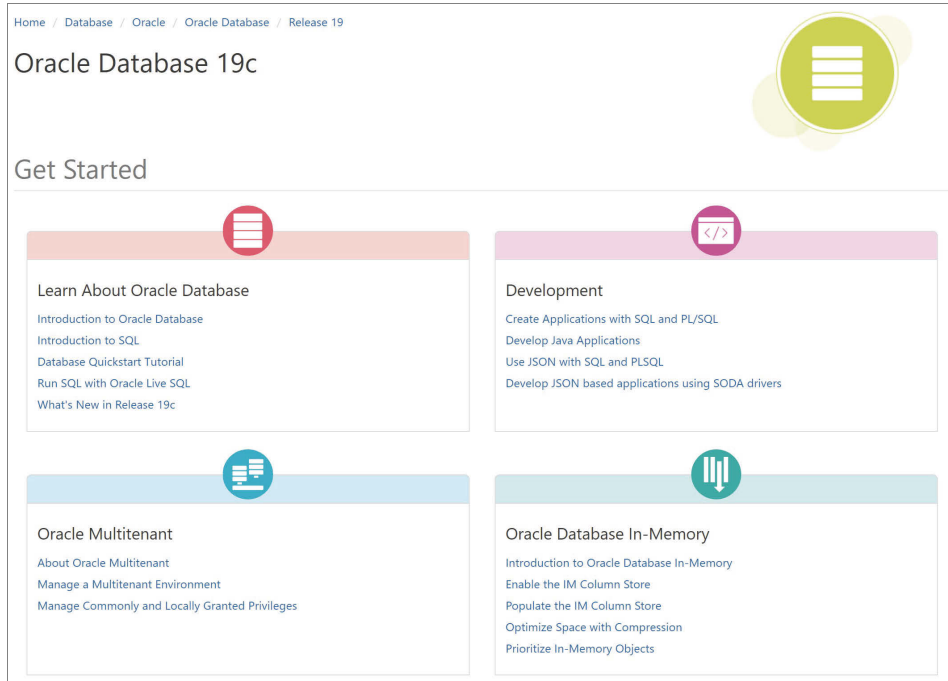 Home / Database / Oracle / Oracle Database / Release 19
Oracle Database 19c
Get Started
</>
Learn About Oracle Database
Introduction to Oracle Database
Introduction to SQL
Database Quickstart Tutorial
Run SQL with Oracle Live SQL
What's New in Release 19c
Development
Create Applications with SQL and PL/SQL
Develop Java Applications
Use JSON with SQL and PLSQL
Develop JSON based applications using SODA drivers
Oracle Multitenant
About Oracle Multitenant
Manage a Multitenant Environment
Manage Commonly and Locally Granted Privileges
Oracle Database In-Memory
Introduction to Oracle Database In-Memory
Enable the IM Column Store
Populate the IM Column Store
Optimize Space with Compression
Prioritize In-Memory Objects